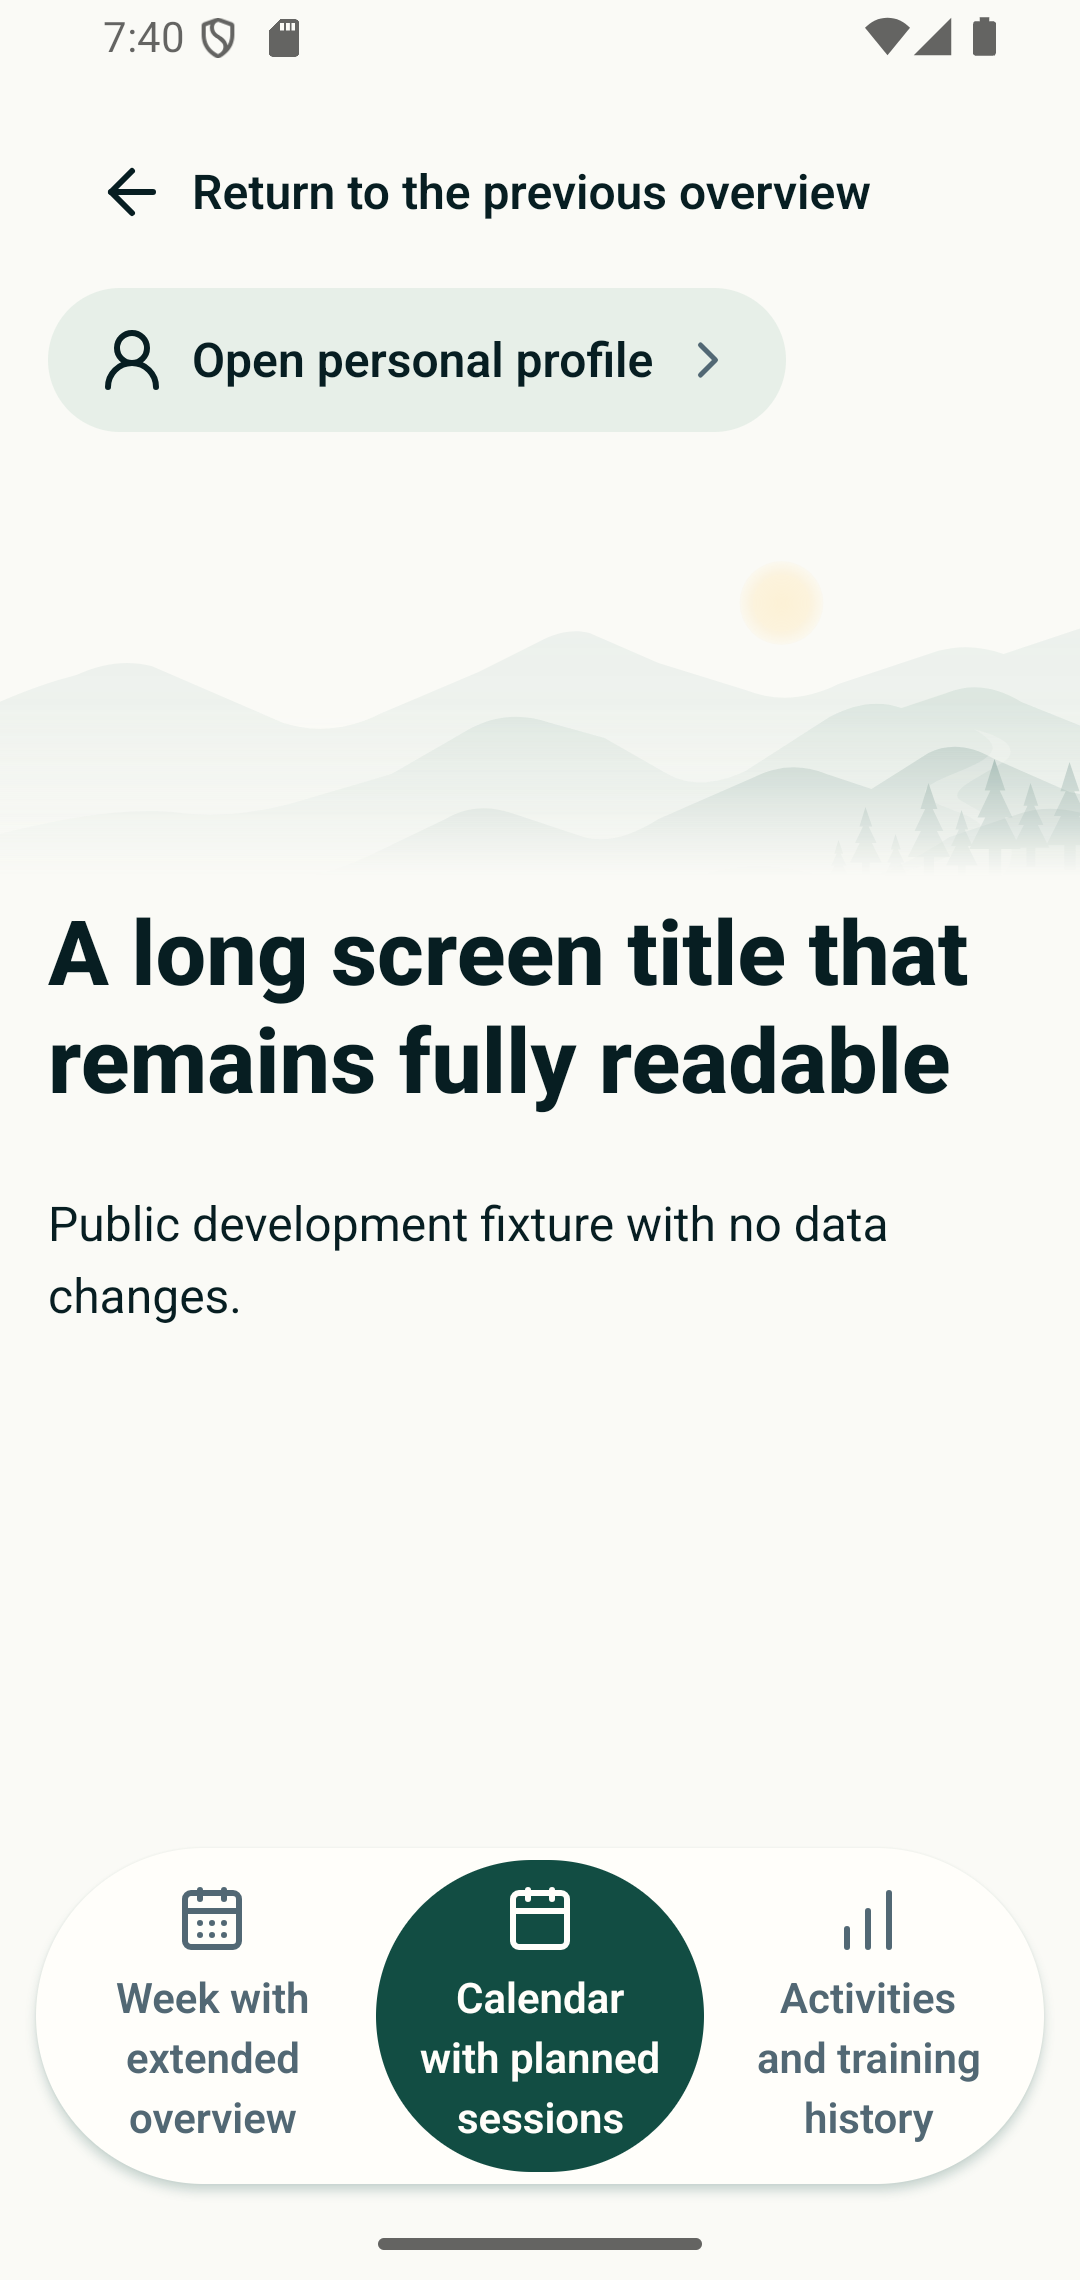 7:40
Return to the previous overview
Open personal profile
A long screen title that
remains fully readable
Public development fixture with no data
changes.
Week with
extended
overview
Calendar
with planned
sessions
Activities
and training
history